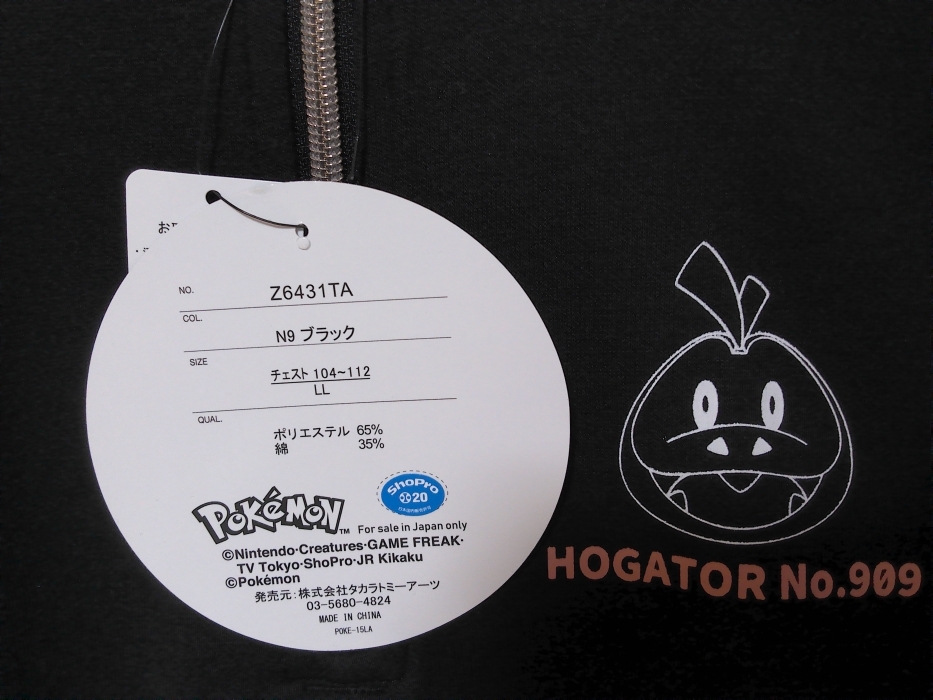 NO.
Z6431TA
COL.
N9 ブラック
SIZE
チェスト 104~112
LL
QUAL.
ポリエステル 65%
綿 35%
ShoPro
20
POKéMON™ For sale in Japan only
©Nintendo·Creatures·GAME FREAK·
TV Tokyo·ShoPro·JR Kikaku
©Pokémon
発売元:株式会社タカラトミーアーツ
03-5680-4824
MADE IN CHINA
POKE-15LA
HOGATOR No.909